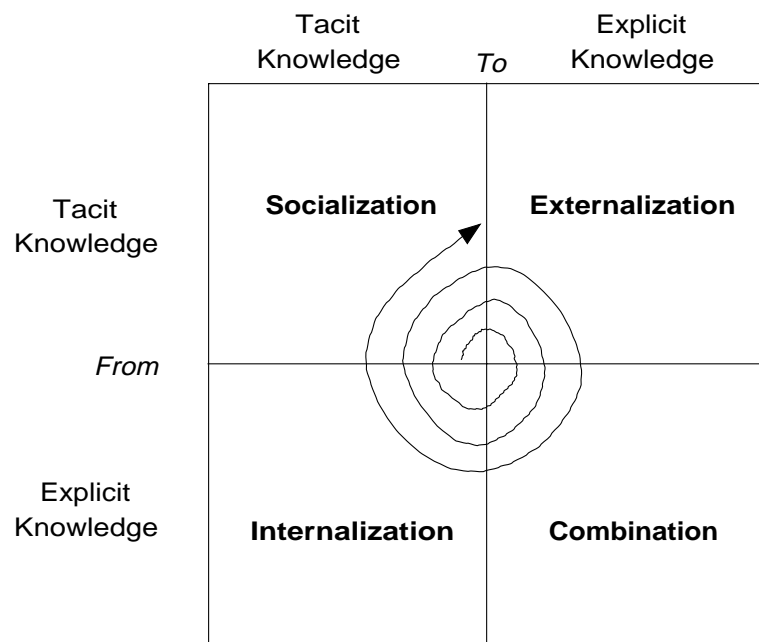 Tacit
Knowledge
To
Explicit
Knowledge
Tacit
Knowledge
Socialization
Externalization
From
Explicit
Knowledge
Internalization
Combination